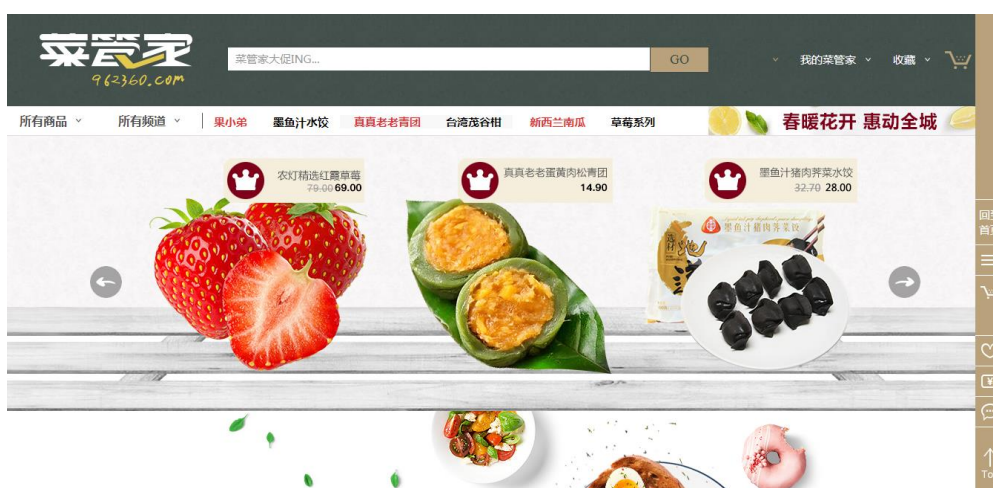 菜管家
962360.com
菜管家大促ING...
GO
我的菜管家
收藏
所有商品
所有频道
果小弟
墨鱼汁水饺
真真老老青团
台湾茂谷柑
新西兰南瓜
草莓系列
春暖花开 惠动全城
农灯精选红霞草莓
79.00 69.00
真真老老蛋黄肉松青团
14.90
墨鱼汁猪肉荠菜水饺
32.70 28.00
墨鱼汁猪肉荠菜饺
回到
首页
¥
To